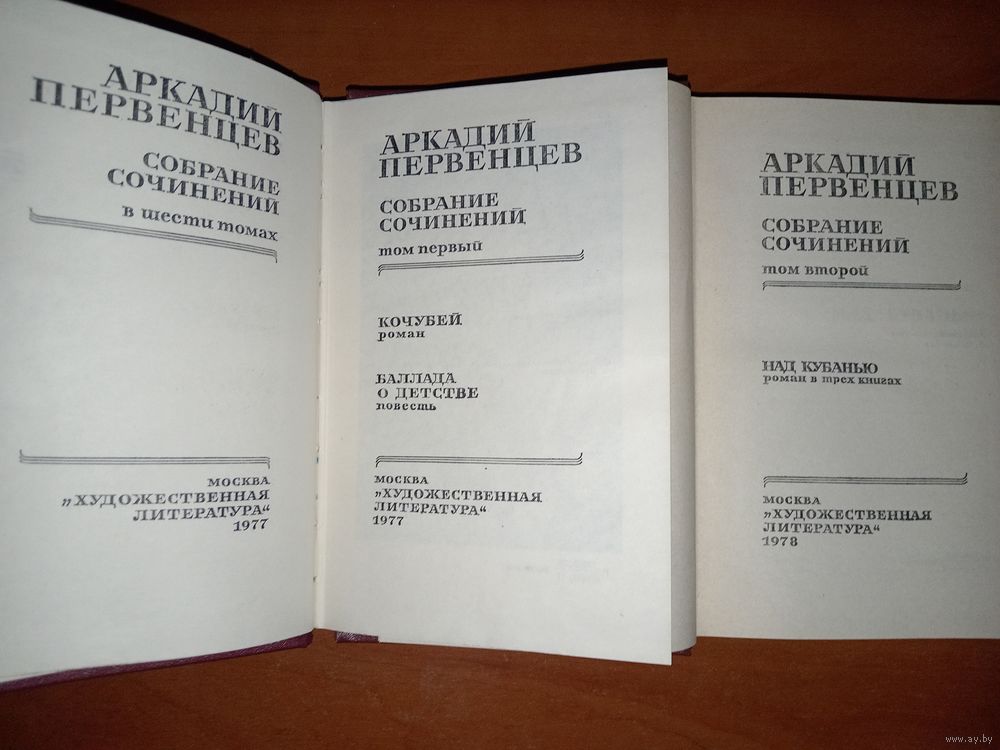 АРКАДИЙ
ПЕРВЕНЦЕВ
СОБРАНИЕ
СОЧИНЕНИЙ
в шести томах
МОСКВА
„ХУДОЖЕСТВЕННАЯ
ЛИТЕРАТУРА“
1977
АРКАДИЙ
ПЕРВЕНЦЕВ
СОБРАНИЕ
СОЧИНЕНИЙ
том первый
КОЧУБЕЙ
роман
БАЛЛАДА
О ДЕТСТВЕ
повесть
МОСКВА
„ХУДОЖЕСТВЕННАЯ
ЛИТЕРАТУРА“
1977
АРКАДИЙ
ПЕРВЕНЦЕВ
СОБРАНИЕ
СОЧИНЕНИЙ
том второй
НАД КУБАНЬЮ
роман в трех книгах
МОСКВА
„ХУДОЖЕСТВЕННАЯ
ЛИТЕРАТУРА“
1978
www.ay.by